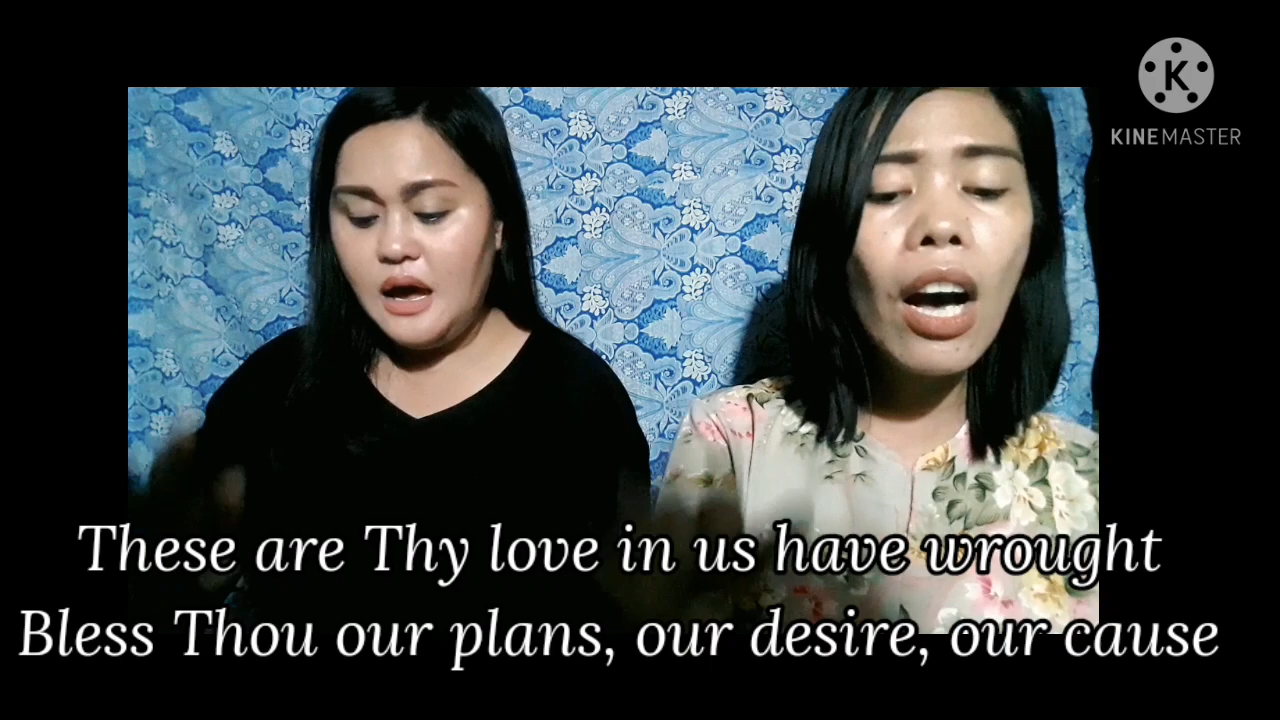 K
KINEMASTER
These are Thy love in us have wrought
Bless Thou our plans, our desire, our cause